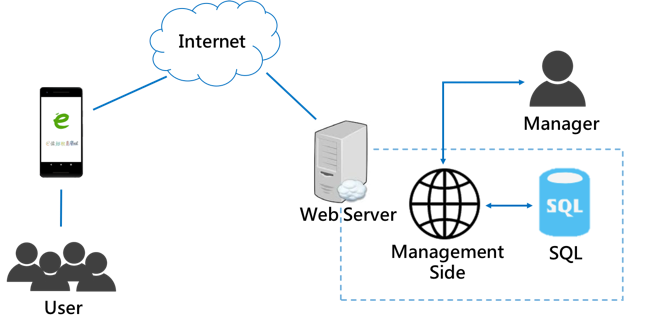 Internet
Manager
Web Server
SQL
Management
Side
SQL
User